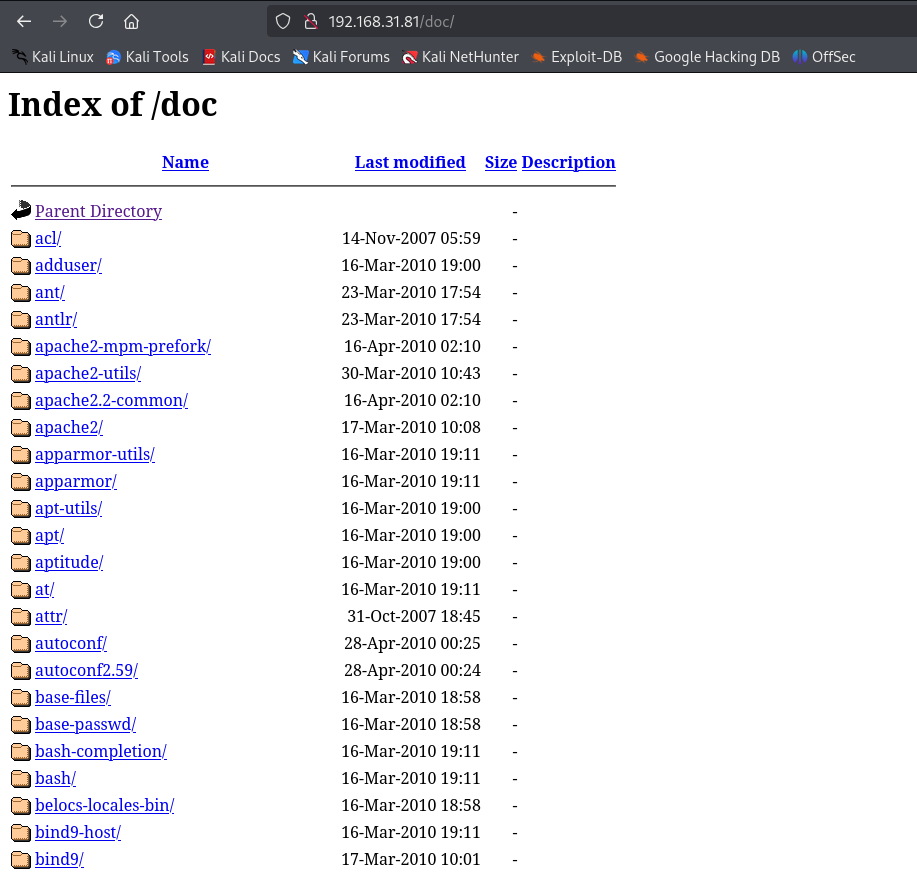 192.168.31.81/doc/
Kali Linux Kali Tools Kali Docs Kali Forums Kali NetHunter Exploit-DB Google Hacking DB OffSec
Index of /doc
Name Last modified Size Description
Parent Directory -
acl/ 14-Nov-2007 05:59 -
adduser/ 16-Mar-2010 19:00 -
ant/ 23-Mar-2010 17:54 -
antlr/ 23-Mar-2010 17:54 -
apache2-mpm-prefork/ 16-Apr-2010 02:10 -
apache2-utils/ 30-Mar-2010 10:43 -
apache2.2-common/ 16-Apr-2010 02:10 -
apache2/ 17-Mar-2010 10:08 -
apparmor-utils/ 16-Mar-2010 19:11 -
apparmor/ 16-Mar-2010 19:11 -
apt-utils/ 16-Mar-2010 19:00 -
apt/ 16-Mar-2010 19:00 -
aptitude/ 16-Mar-2010 19:00 -
at/ 16-Mar-2010 19:11 -
attr/ 31-Oct-2007 18:45 -
autoconf/ 28-Apr-2010 00:25 -
autoconf2.59/ 28-Apr-2010 00:24 -
base-files/ 16-Mar-2010 18:58 -
base-passwd/ 16-Mar-2010 18:58 -
bash-completion/ 16-Mar-2010 19:11 -
bash/ 16-Mar-2010 19:11 -
belocs-locales-bin/ 16-Mar-2010 18:58 -
bind9-host/ 16-Mar-2010 19:11 -
bind9/ 17-Mar-2010 10:01 -